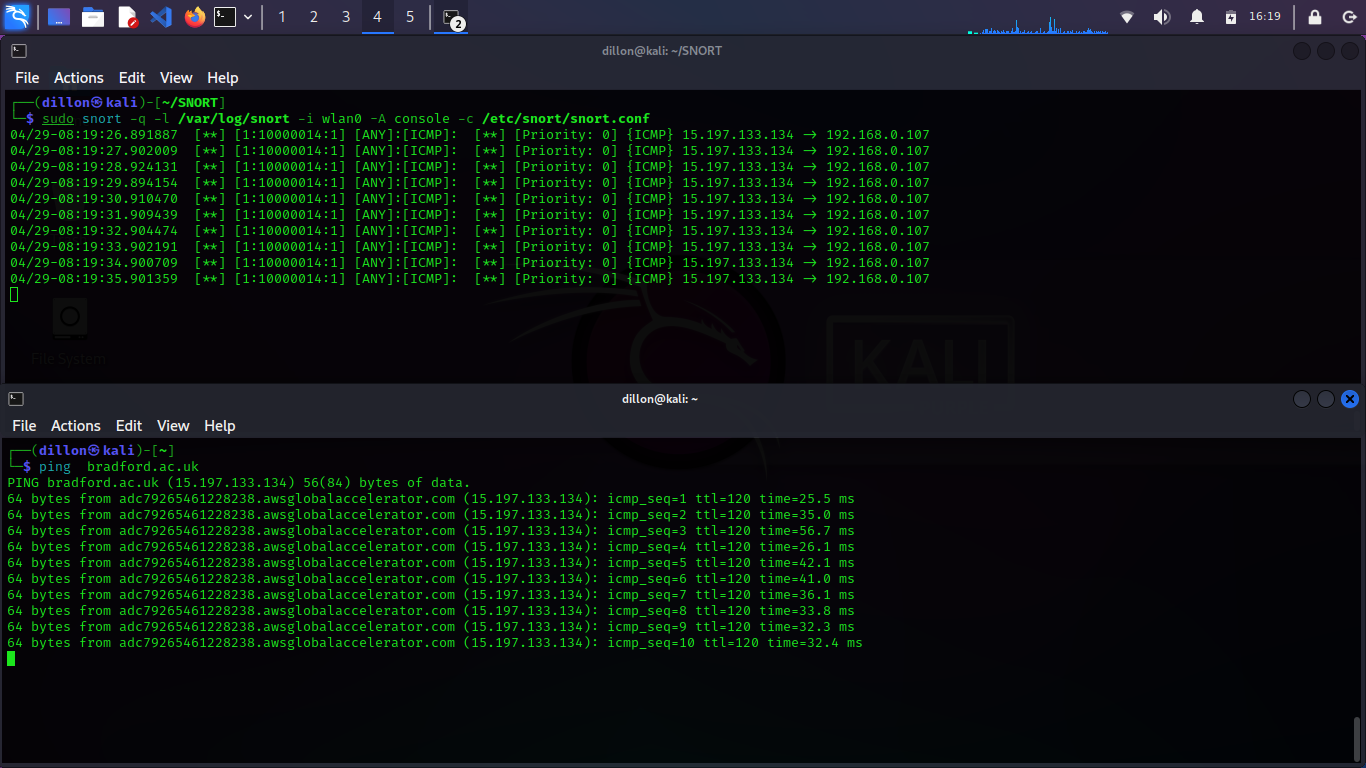 1 2 3 4 5 2 16:19
dillon@kali: ~/SNORT
File Actions Edit View Help
┌──(dillon㉿kali)-[~/SNORT]
└─$ sudo snort -q -l /var/log/snort -i wlan0 -A console -c /etc/snort/snort.conf
04/29-08:19:26.891887  [**] [1:10000014:1] [ANY]:[ICMP]:  [**] [Priority: 0] {ICMP} 15.197.133.134 -> 192.168.0.107
04/29-08:19:27.902009  [**] [1:10000014:1] [ANY]:[ICMP]:  [**] [Priority: 0] {ICMP} 15.197.133.134 -> 192.168.0.107
04/29-08:19:28.924131  [**] [1:10000014:1] [ANY]:[ICMP]:  [**] [Priority: 0] {ICMP} 15.197.133.134 -> 192.168.0.107
04/29-08:19:29.894154  [**] [1:10000014:1] [ANY]:[ICMP]:  [**] [Priority: 0] {ICMP} 15.197.133.134 -> 192.168.0.107
04/29-08:19:30.910470  [**] [1:10000014:1] [ANY]:[ICMP]:  [**] [Priority: 0] {ICMP} 15.197.133.134 -> 192.168.0.107
04/29-08:19:31.909439  [**] [1:10000014:1] [ANY]:[ICMP]:  [**] [Priority: 0] {ICMP} 15.197.133.134 -> 192.168.0.107
04/29-08:19:32.904474  [**] [1:10000014:1] [ANY]:[ICMP]:  [**] [Priority: 0] {ICMP} 15.197.133.134 -> 192.168.0.107
04/29-08:19:33.902191  [**] [1:10000014:1] [ANY]:[ICMP]:  [**] [Priority: 0] {ICMP} 15.197.133.134 -> 192.168.0.107
04/29-08:19:34.900709  [**] [1:10000014:1] [ANY]:[ICMP]:  [**] [Priority: 0] {ICMP} 15.197.133.134 -> 192.168.0.107
04/29-08:19:35.901359  [**] [1:10000014:1] [ANY]:[ICMP]:  [**] [Priority: 0] {ICMP} 15.197.133.134 -> 192.168.0.107
File System
KALI
dillon@kali: ~
File Actions Edit View Help
┌──(dillon㉿kali)-[~]
└─$ ping  bradford.ac.uk
PING bradford.ac.uk (15.197.133.134) 56(84) bytes of data.
64 bytes from adc79265461228238.awsglobalaccelerator.com (15.197.133.134): icmp_seq=1 ttl=120 time=25.5 ms
64 bytes from adc79265461228238.awsglobalaccelerator.com (15.197.133.134): icmp_seq=2 ttl=120 time=35.0 ms
64 bytes from adc79265461228238.awsglobalaccelerator.com (15.197.133.134): icmp_seq=3 ttl=120 time=56.7 ms
64 bytes from adc79265461228238.awsglobalaccelerator.com (15.197.133.134): icmp_seq=4 ttl=120 time=26.1 ms
64 bytes from adc79265461228238.awsglobalaccelerator.com (15.197.133.134): icmp_seq=5 ttl=120 time=42.1 ms
64 bytes from adc79265461228238.awsglobalaccelerator.com (15.197.133.134): icmp_seq=6 ttl=120 time=41.0 ms
64 bytes from adc79265461228238.awsglobalaccelerator.com (15.197.133.134): icmp_seq=7 ttl=120 time=36.1 ms
64 bytes from adc79265461228238.awsglobalaccelerator.com (15.197.133.134): icmp_seq=8 ttl=120 time=33.8 ms
64 bytes from adc79265461228238.awsglobalaccelerator.com (15.197.133.134): icmp_seq=9 ttl=120 time=32.3 ms
64 bytes from adc79265461228238.awsglobalaccelerator.com (15.197.133.134): icmp_seq=10 ttl=120 time=32.4 ms